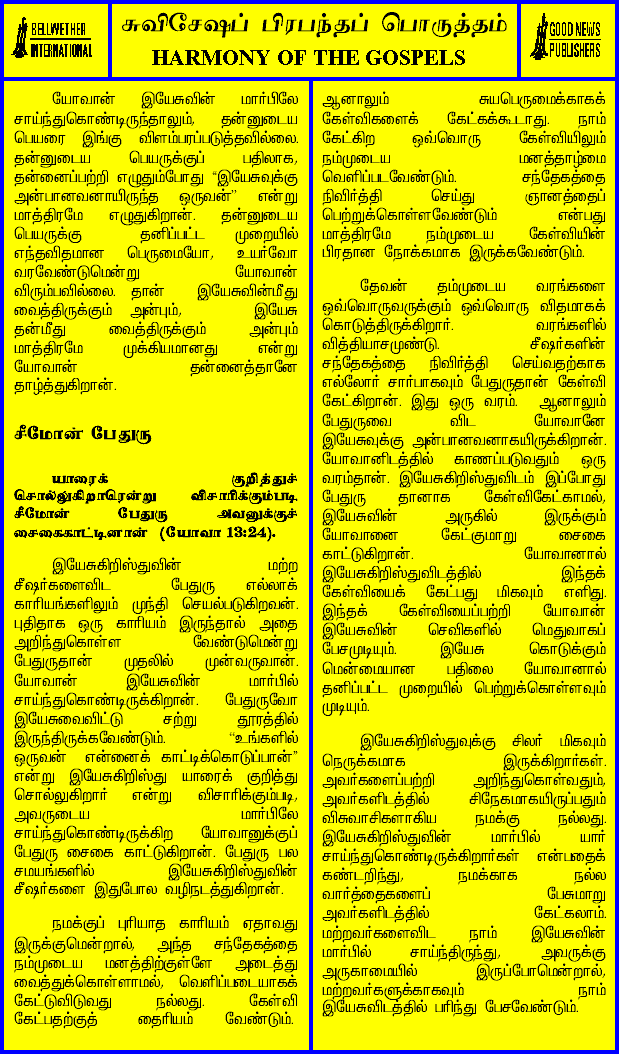 BELLWETHER
INTERNATIONAL
சுவிசேஷப் பிரபந்தப் பொருத்தம்
HARMONY OF THE GOSPELS
GOOD NEWS
PUBLISHERS
யோவான் இயேசுவின் மார்பிலே
சாய்ந்துகொண்டிருந்தாலும், தன்னுடைய
பெயரை இங்கு விளம்பரப்படுத்தவில்லை.
தன்னுடைய பெயருக்குப் பதிலாக,
தன்னைப்பற்றி எழுதும்போது “இயேசுவுக்கு
அன்பானவனாயிருந்த ஒருவன்” என்று
மாத்திரமே எழுதுகிறான். தன்னுடைய
பெயருக்கு தனிப்பட்ட முறையில்
எந்தவிதமான பெருமையோ, உயர்வோ
வரவேண்டுமென்று யோவான்
விரும்பவில்லை. தான் இயேசுவின்மீது
வைத்திருக்கும் அன்பும், இயேசு
தன்மீது வைத்திருக்கும் அன்பும்
மாத்திரமே முக்கியமானது என்று
யோவான் தன்னைத்தானே
தாழ்த்துகிறான்.
சீமோன் பேதுரு
யாரைக் குறித்துச்
சொல்லுகிறாரென்று விசாரிக்கும்படி
சீமோன் பேதுரு அவனுக்குச்
சைகைகாட்டினான் (யோவா 13:24).
இயேசுகிறிஸ்துவின் மற்ற
சீஷர்களைவிட பேதுரு எல்லாக்
காரியங்களிலும் முந்தி செயல்படுகிறவன்.
புதிதாக ஒரு காரியம் இருந்தால் அதை
அறிந்துகொள்ள வேண்டுமென்று
பேதுருதான் முதலில் முன்வருவான்.
யோவான் இயேசுவின் மார்பில்
சாய்ந்துகொண்டிருக்கிறான். பேதுருவோ
இயேசுவைவிட்டு சற்று தூரத்தில்
இருந்திருக்கவேண்டும். “உங்களில்
ஒருவன் என்னைக் காட்டிக்கொடுப்பான்”
என்று இயேசுகிறிஸ்து யாரைக் குறித்து
சொல்லுகிறார் என்று விசாரிக்கும்படி,
அவருடைய மார்பிலே
சாய்ந்துகொண்டிருக்கிற யோவானுக்குப்
பேதுரு சைகை காட்டுகிறான். பேதுரு பல
சமயங்களில் இயேசுகிறிஸ்துவின்
சீஷர்களை இதுபோல வழிநடத்துகிறான்.
நமக்குப் புரியாத காரியம் ஏதாவது
இருக்குமென்றால், அந்த சந்தேகத்தை
நம்முடைய மனத்திற்குள்ளே அடைத்து
வைத்துக்கொள்ளாமல், வெளிப்படையாகக்
கேட்டுவிடுவது நல்லது. கேள்வி
கேட்பதற்குத் தைரியம் வேண்டும்.
ஆனாலும் சுயபெருமைக்காகக்
கேள்விகளைக் கேட்கக்கூடாது. நாம்
கேட்கிற ஒவ்வொரு கேள்வியிலும்
நம்முடைய மனத்தாழ்மை
வெளிப்படவேண்டும். சந்தேகத்தை
நிவிர்த்தி செய்து ஞானத்தைப்
பெற்றுக்கொள்ளவேண்டும் என்பது
மாத்திரமே நம்முடைய கேள்வியின்
பிரதான நோக்கமாக இருக்கவேண்டும்.
தேவன் தம்முடைய வரங்களை
ஒவ்வொருவருக்கும் ஒவ்வொரு விதமாகக்
கொடுத்திருக்கிறார். வரங்களில்
வித்தியாசமுண்டு. சீஷர்களின்
சந்தேகத்தை நிவிர்த்தி செய்வதற்காக
எல்லோர் சார்பாகவும் பேதுருதான் கேள்வி
கேட்கிறான். இது ஒரு வரம். ஆனாலும்
பேதுருவை விட யோவானே
இயேசுவுக்கு அன்பானவனாகயிருக்கிறான்.
யோவானிடத்தில் காணப்படுவதும் ஒரு
வரம்தான். இயேசுகிறிஸ்துவிடம் இப்போது
பேதுரு தானாக கேள்விகேட்காமல்,
இயேசுவின் அருகில் இருக்கும்
யோவானை கேட்குமாறு சைகை
காட்டுகிறான். யோவானால்
இயேசுகிறிஸ்துவிடத்தில் இந்தக்
கேள்வியைக் கேட்பது மிகவும் எளிது.
இந்தக் கேள்வியைப்பற்றி யோவான்
இயேசுவின் செவிகளில் மெதுவாகப்
பேசமுடியும். இயேசு கொடுக்கும்
மென்மையான பதிலை யோவானால்
தனிப்பட்ட முறையில் பெற்றுக்கொள்ளவும்
முடியும்.
இயேசுகிறிஸ்துவுக்கு சிலர் மிகவும்
நெருக்கமாக இருக்கிறார்கள்.
அவர்களைப்பற்றி அறிந்துகொள்வதும்,
அவர்களிடத்தில் சிநேகமாகயிருப்பதும்
விசுவாசிகளாகிய நமக்கு நல்லது.
இயேசுகிறிஸ்துவின் மார்பில் யார்
சாய்ந்துகொண்டிருக்கிறார்கள் என்பதைக்
கண்டறிந்து, நமக்காக நல்ல
வார்த்தைகளைப் பேசுமாறு
அவர்களிடத்தில் கேட்கலாம்.
மற்றவர்களைவிட நாம் இயேசுவின்
மார்பில் சாய்ந்திருந்து, அவருக்கு
அருகாமையில் இருப்போமென்றால்,
மற்றவர்களுக்காகவும் நாம்
இயேசுவிடத்தில் பரிந்து பேசவேண்டும்.